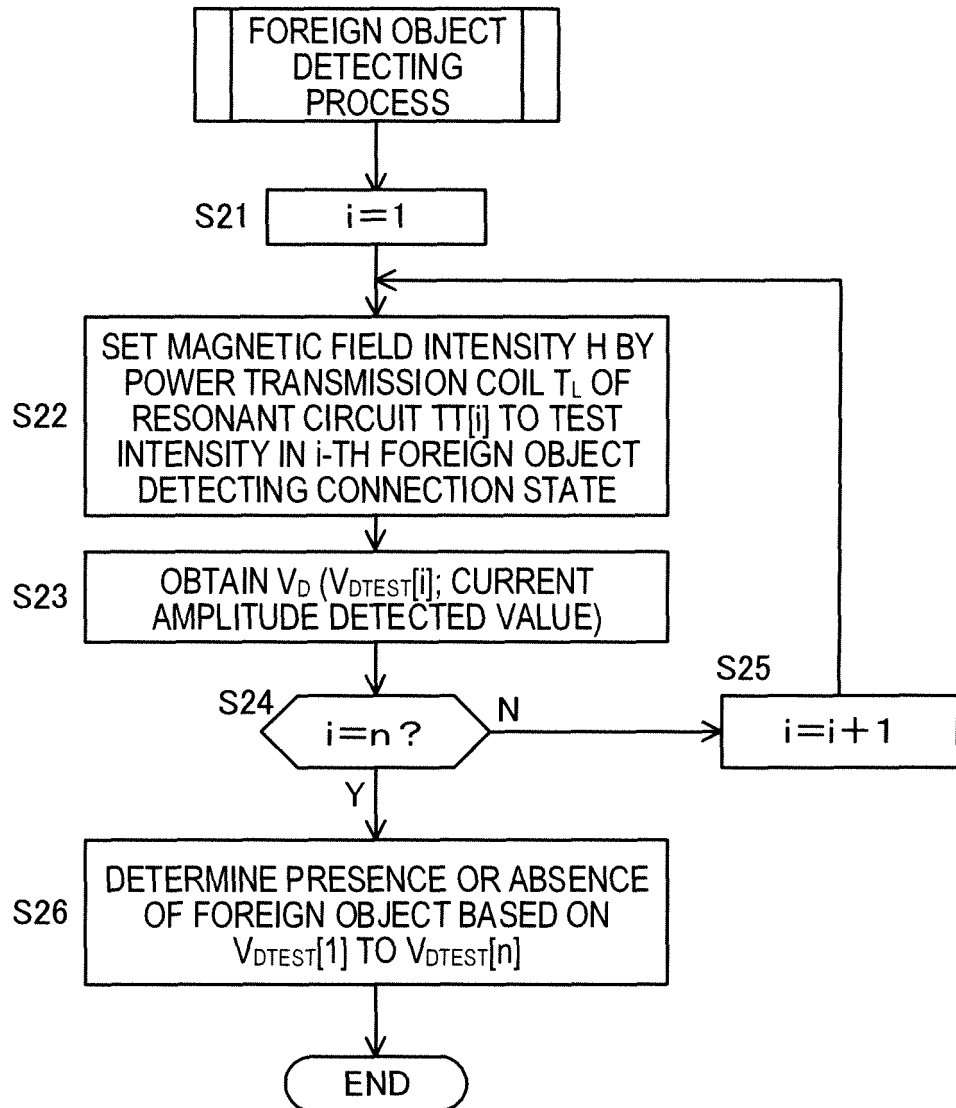 FOREIGN OBJECT
DETECTING
PROCESS
S21
i=1
S22
SET MAGNETIC FIELD INTENSITY H BY
POWER TRANSMISSION COIL TL OF
RESONANT CIRCUIT TT[i] TO TEST
INTENSITY IN i-TH FOREIGN OBJECT
DETECTING CONNECTION STATE
S23
OBTAIN VD (VDTEST[i]; CURRENT
AMPLITUDE DETECTED VALUE)
S24
i=n?
N
S25
i=i+1
Y
S26
DETERMINE PRESENCE OR ABSENCE
OF FOREIGN OBJECT BASED ON
VDTEST[1] TO VDTEST[n]
END